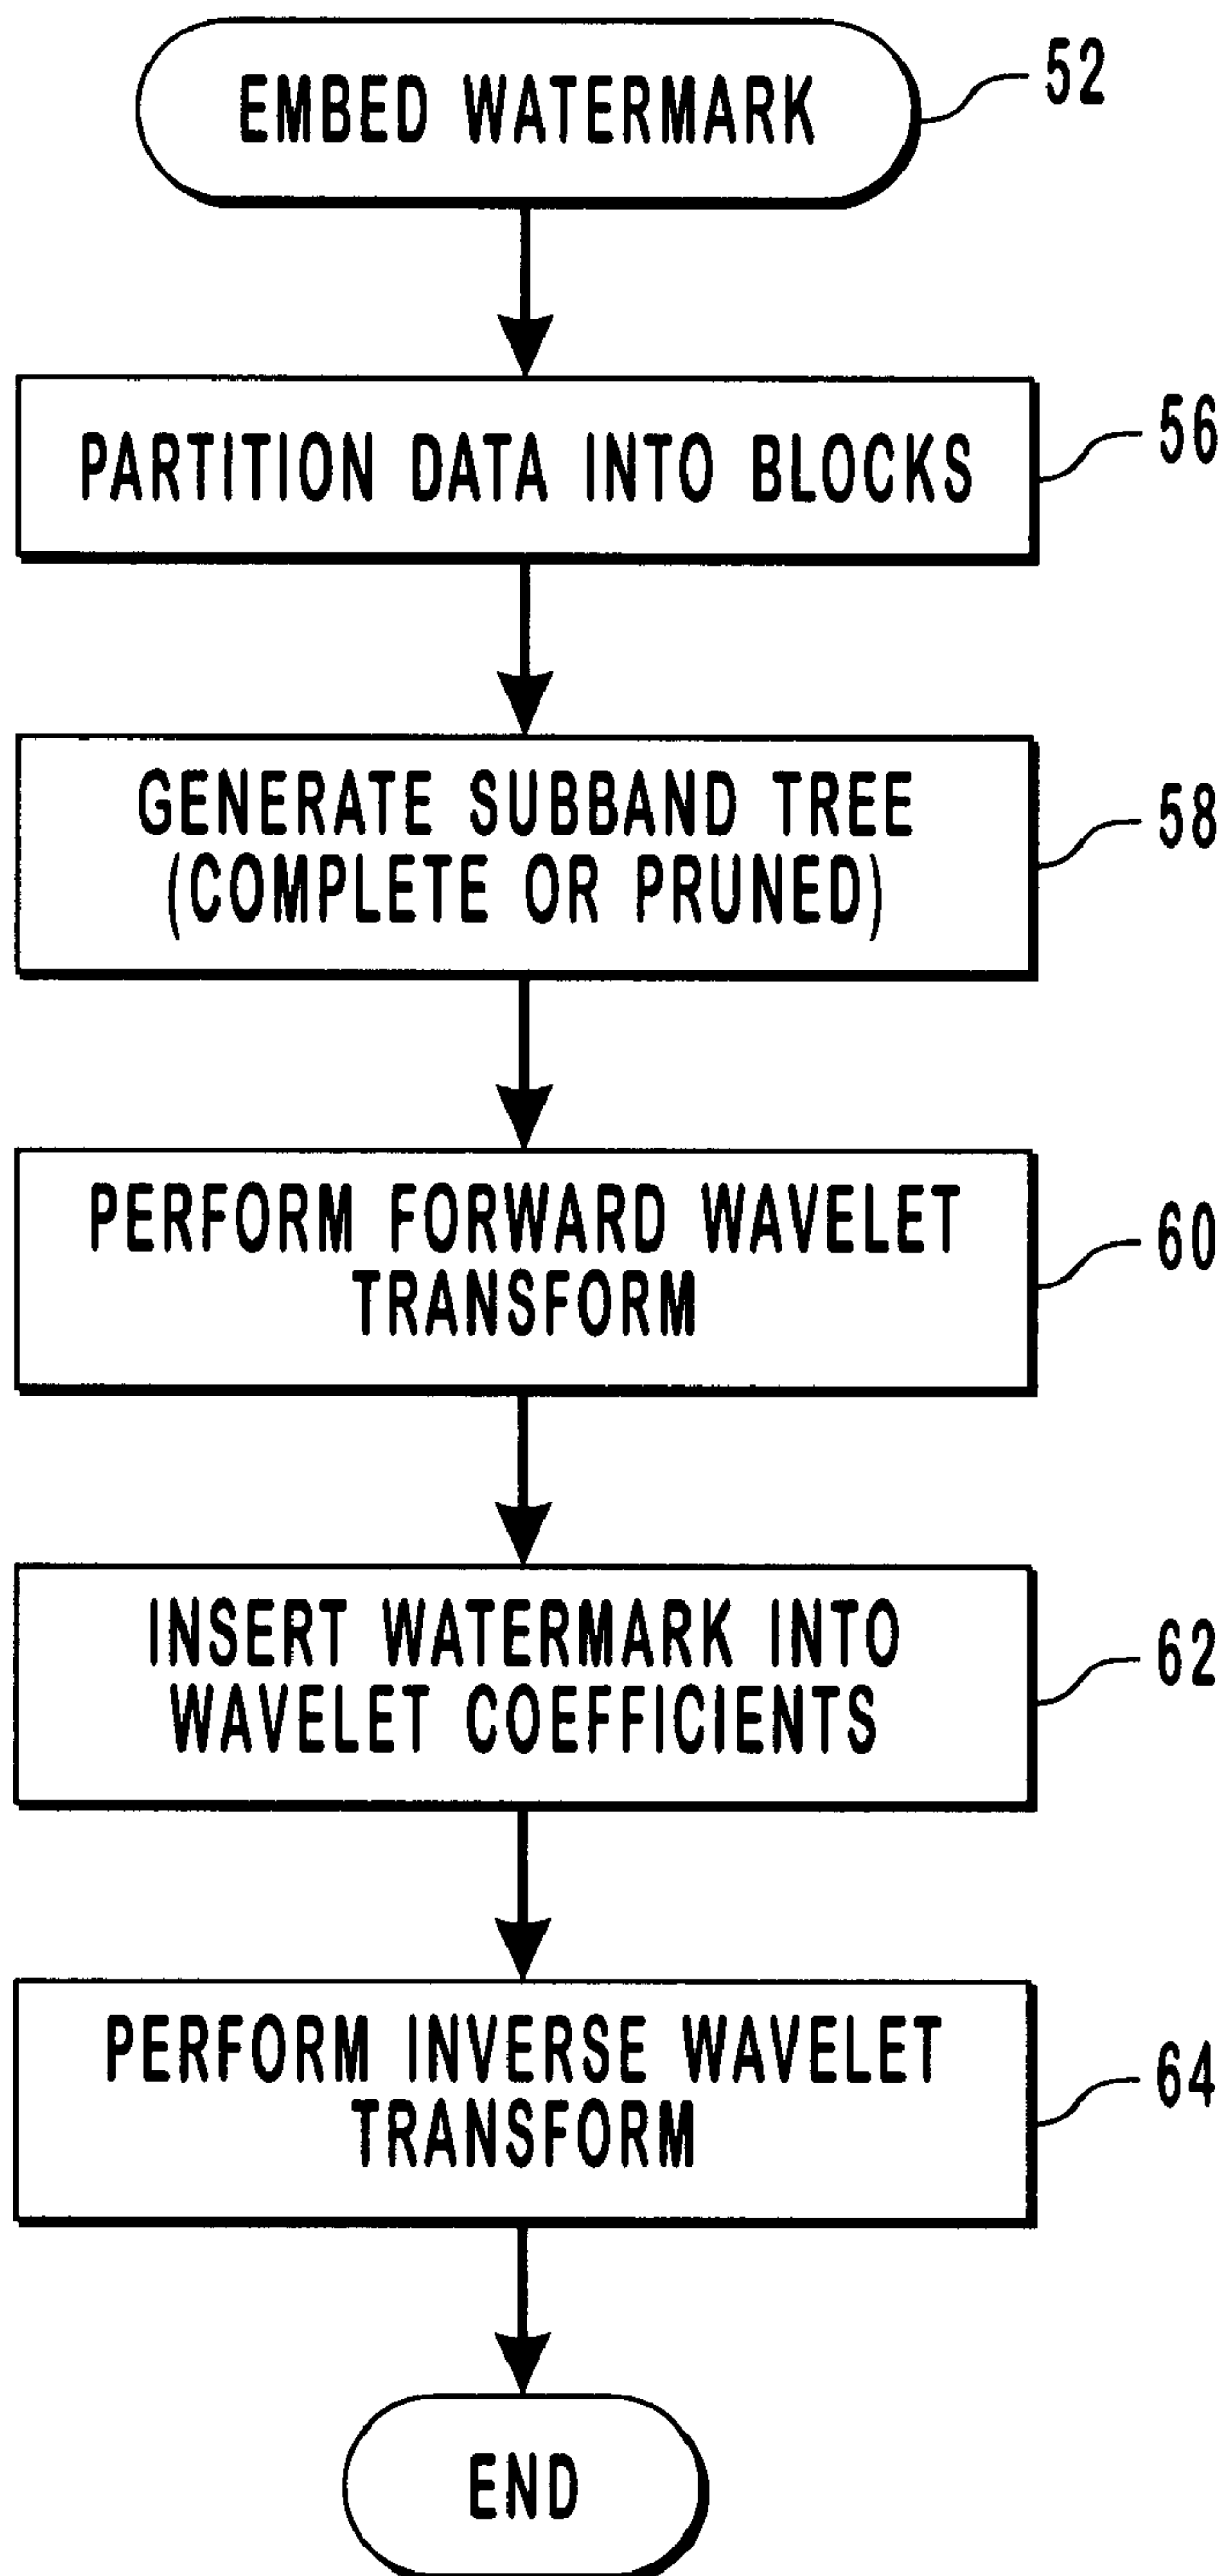 EMBED WATERMARK
52
PARTITION DATA INTO BLOCKS
56
GENERATE SUBBAND TREE
(COMPLETE OR PRUNED)
58
PERFORM FORWARD WAVELET
TRANSFORM
60
INSERT WATERMARK INTO
WAVELET COEFFICIENTS
62
PERFORM INVERSE WAVELET
TRANSFORM
64
END